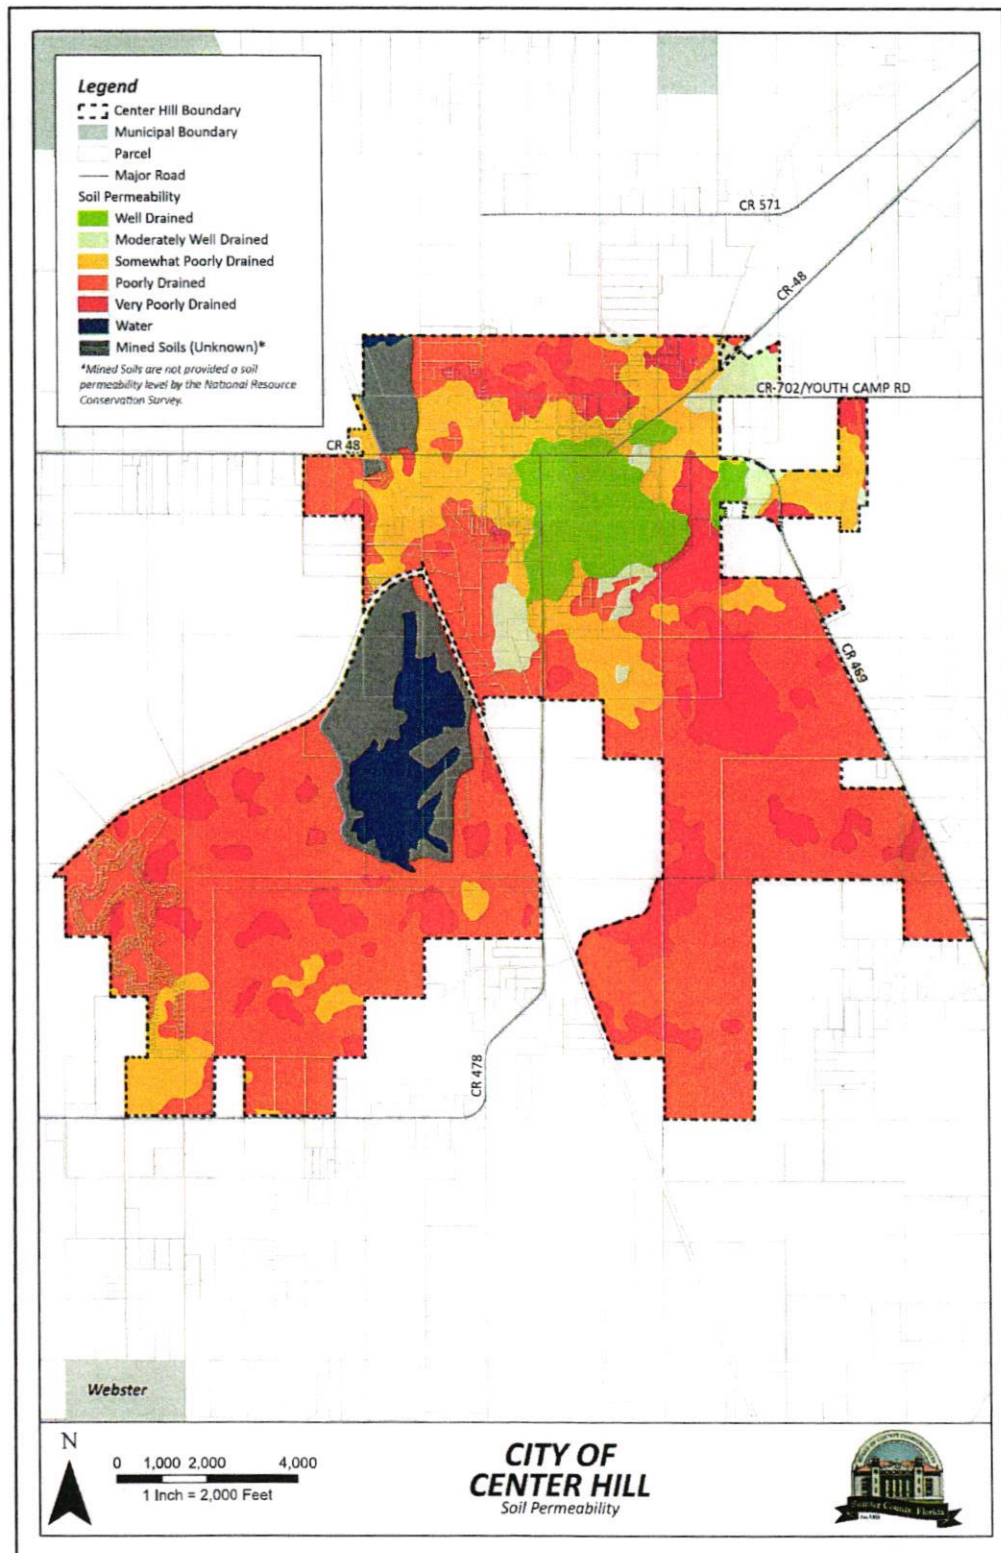 Legend
Center Hill Boundary
Municipal Boundary
Parcel
Major Road
Soil Permeability
Well Drained
Moderately Well Drained
Somewhat Poorly Drained
Poorly Drained
Very Poorly Drained
Water
Mined Soils (Unknown)*
*Mined Soils are not provided a soil
permeability level by the National Resource
Conservation Survey.
CR 571
CR-48
CR-702/YOUTH CAMP RD
CR 48
CR 469
CR 478
Webster
N
0 1,000 2,000 4,000
1 Inch = 2,000 Feet
CITY OF
CENTER HILL
Soil Permeability
Sumter County, Florida